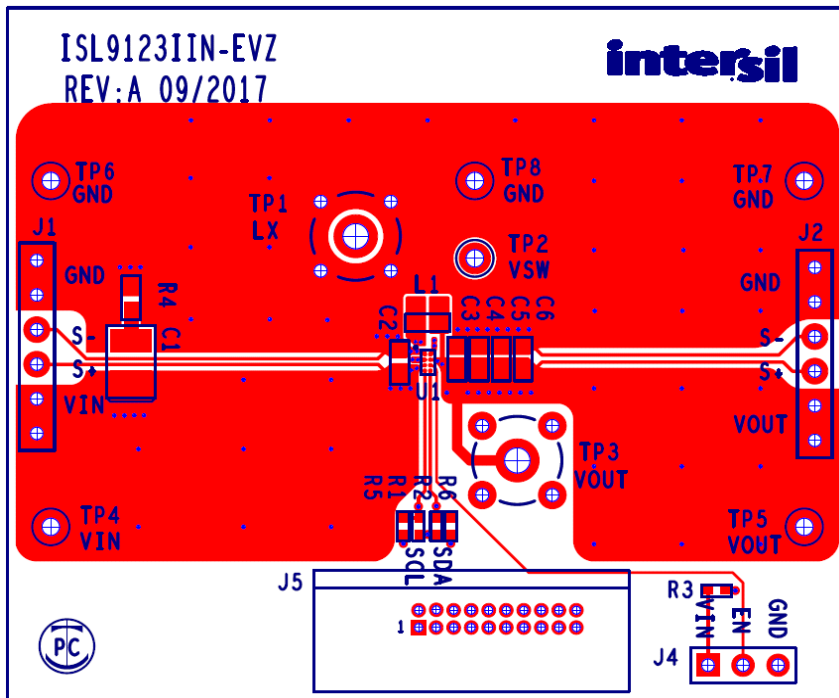 ISL9123IIN-EVZ
REV:A 09/2017
intersil
TP6
GND
TP8
GND
TP7
GND
TP1
LX
TP2
VSW
J1
J2
GND
GND
R4
C1
L1
C2
C3
C4
C5
C6
S-
S+
S-
S+
U1
VIN
VOUT
TP3
VOUT
R5
R1
R2
R6
TP4
VIN
TP5
VOUT
SCL
SDA
J5
1
R3
VIN
EN
GND
J4
PC